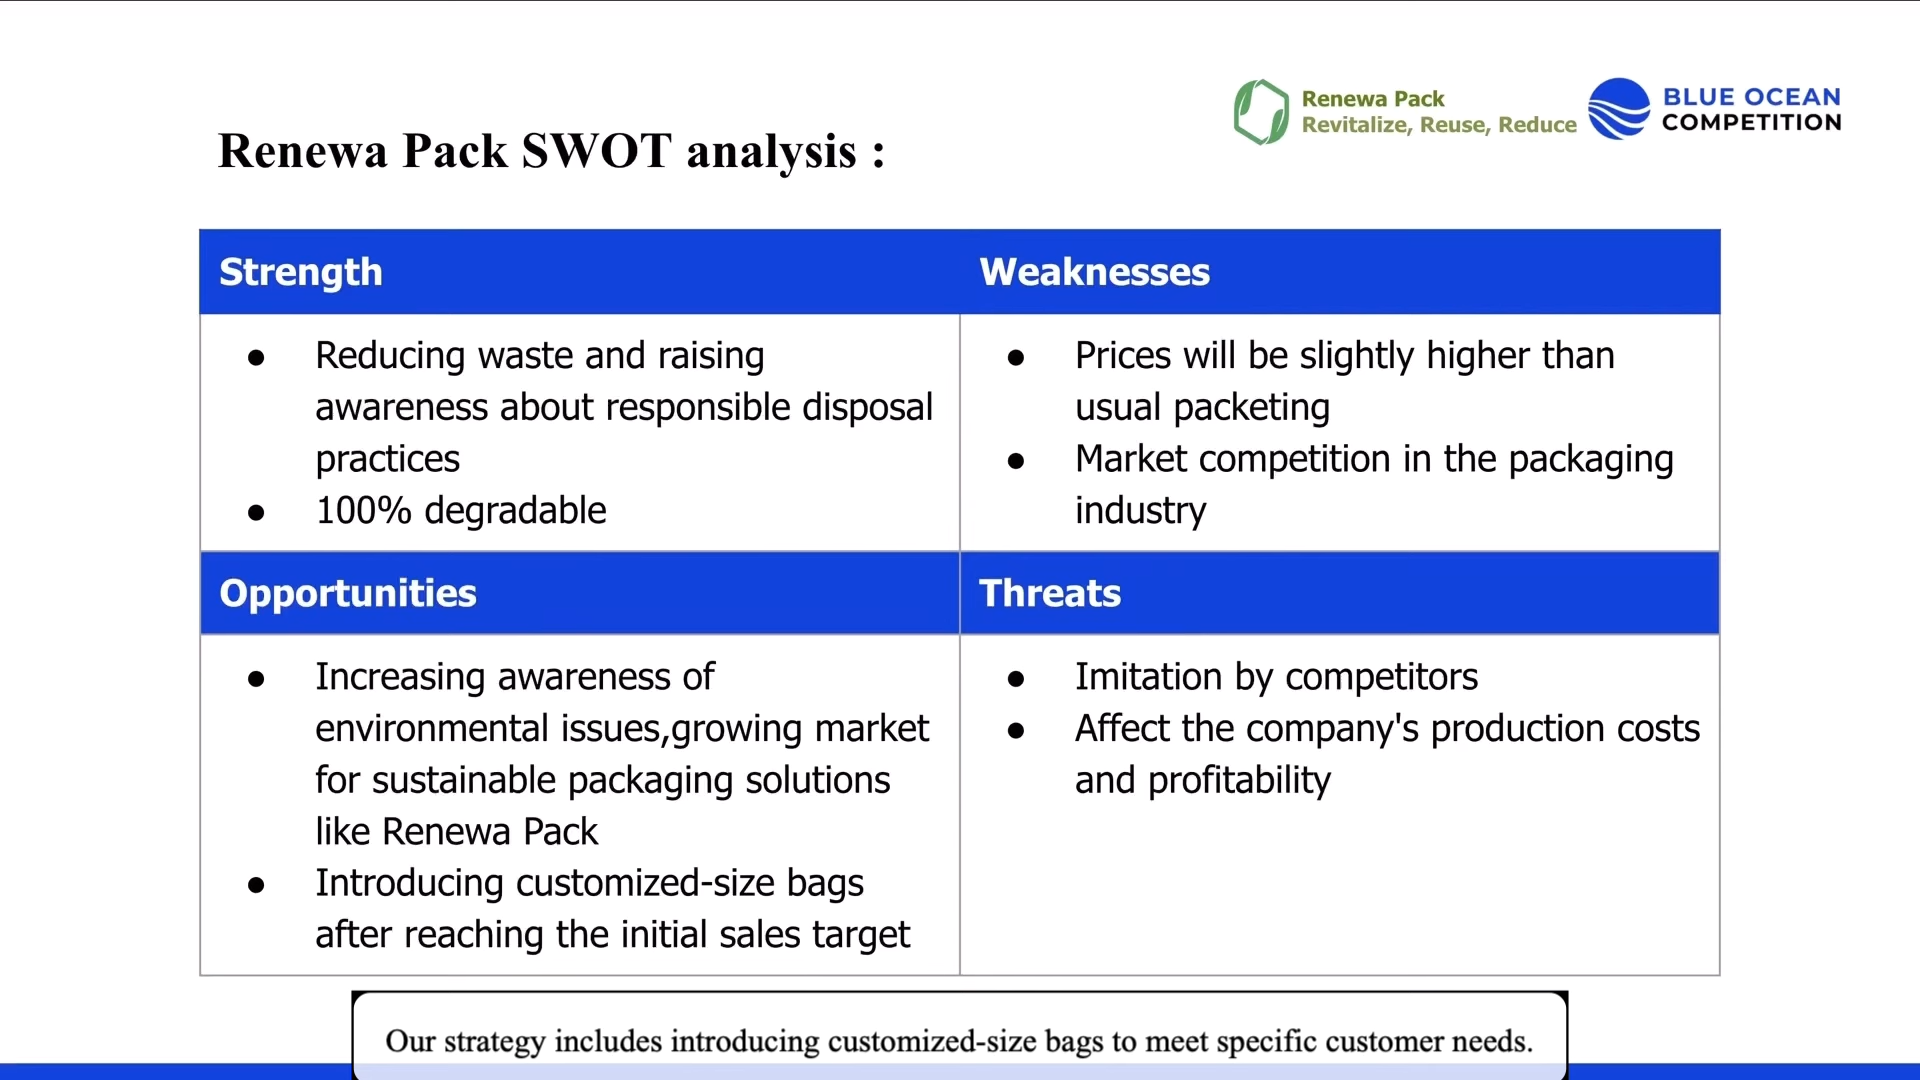 Renewa Pack
Revitalize, Reuse, Reduce
BLUE OCEAN
COMPETITION
Renewa Pack SWOT analysis :
Strength
Weaknesses
● Reducing waste and raising
awareness about responsible disposal
practices
● 100% degradable
● Prices will be slightly higher than
usual packeting
● Market competition in the packaging
industry
Opportunities
Threats
● Increasing awareness of
environmental issues,growing market
for sustainable packaging solutions
like Renewa Pack
● Introducing customized-size bags
after reaching the initial sales target
● Imitation by competitors
● Affect the company's production costs
and profitability
Our strategy includes introducing customized-size bags to meet specific customer needs.